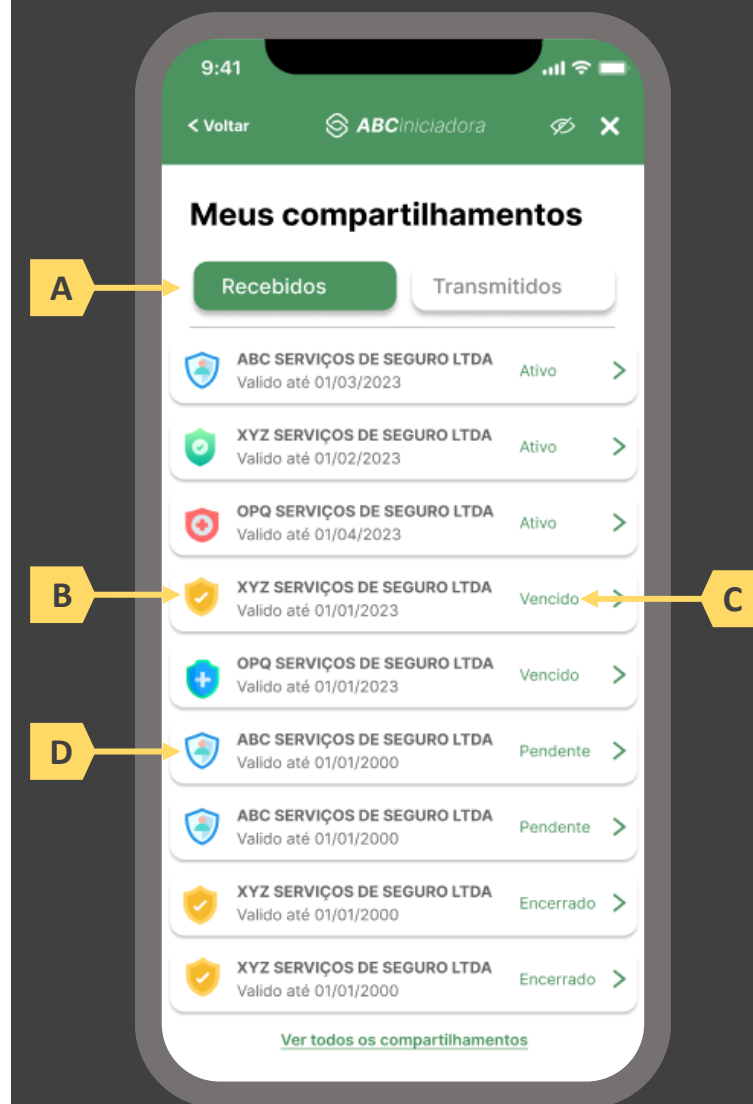 9:41
< Voltar
ABCiniciadora
Meus compartilhamentos
A
Recebidos
Transmitidos
ABC SERVIÇOS DE SEGURO LTDA
Valido até 01/03/2023
Ativo
XYZ SERVIÇOS DE SEGURO LTDA
Valido até 01/02/2023
Ativo
OPQ SERVIÇOS DE SEGURO LTDA
Valido até 01/04/2023
Ativo
B
XYZ SERVIÇOS DE SEGURO LTDA
Valido até 01/01/2023
Vencido
C
OPQ SERVIÇOS DE SEGURO LTDA
Valido até 01/01/2023
Vencido
D
ABC SERVIÇOS DE SEGURO LTDA
Valido até 01/01/2000
Pendente
ABC SERVIÇOS DE SEGURO LTDA
Valido até 01/01/2000
Pendente
XYZ SERVIÇOS DE SEGURO LTDA
Valido até 01/01/2000
Encerrado
XYZ SERVIÇOS DE SEGURO LTDA
Valido até 01/01/2000
Encerrado
Ver todos os compartilhamentos